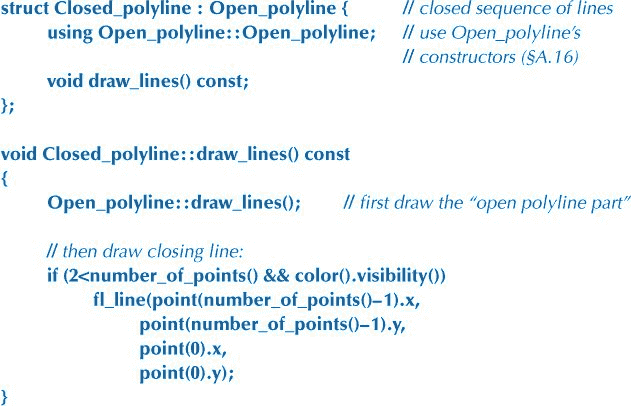 struct Closed_polyline : Open_polyline { // closed sequence of lines
using Open_polyline::Open_polyline; // use Open_polyline's
// constructors (§A.16)
void draw_lines() const;
};
void Closed_polyline::draw_lines() const
{
Open_polyline::draw_lines(); // first draw the “open polyline part”
// then draw closing line:
if (2<number_of_points() && color().visibility())
fl_line(point(number_of_points()–1).x,
point(number_of_points()–1).y,
point(0).x,
point(0).y);
}